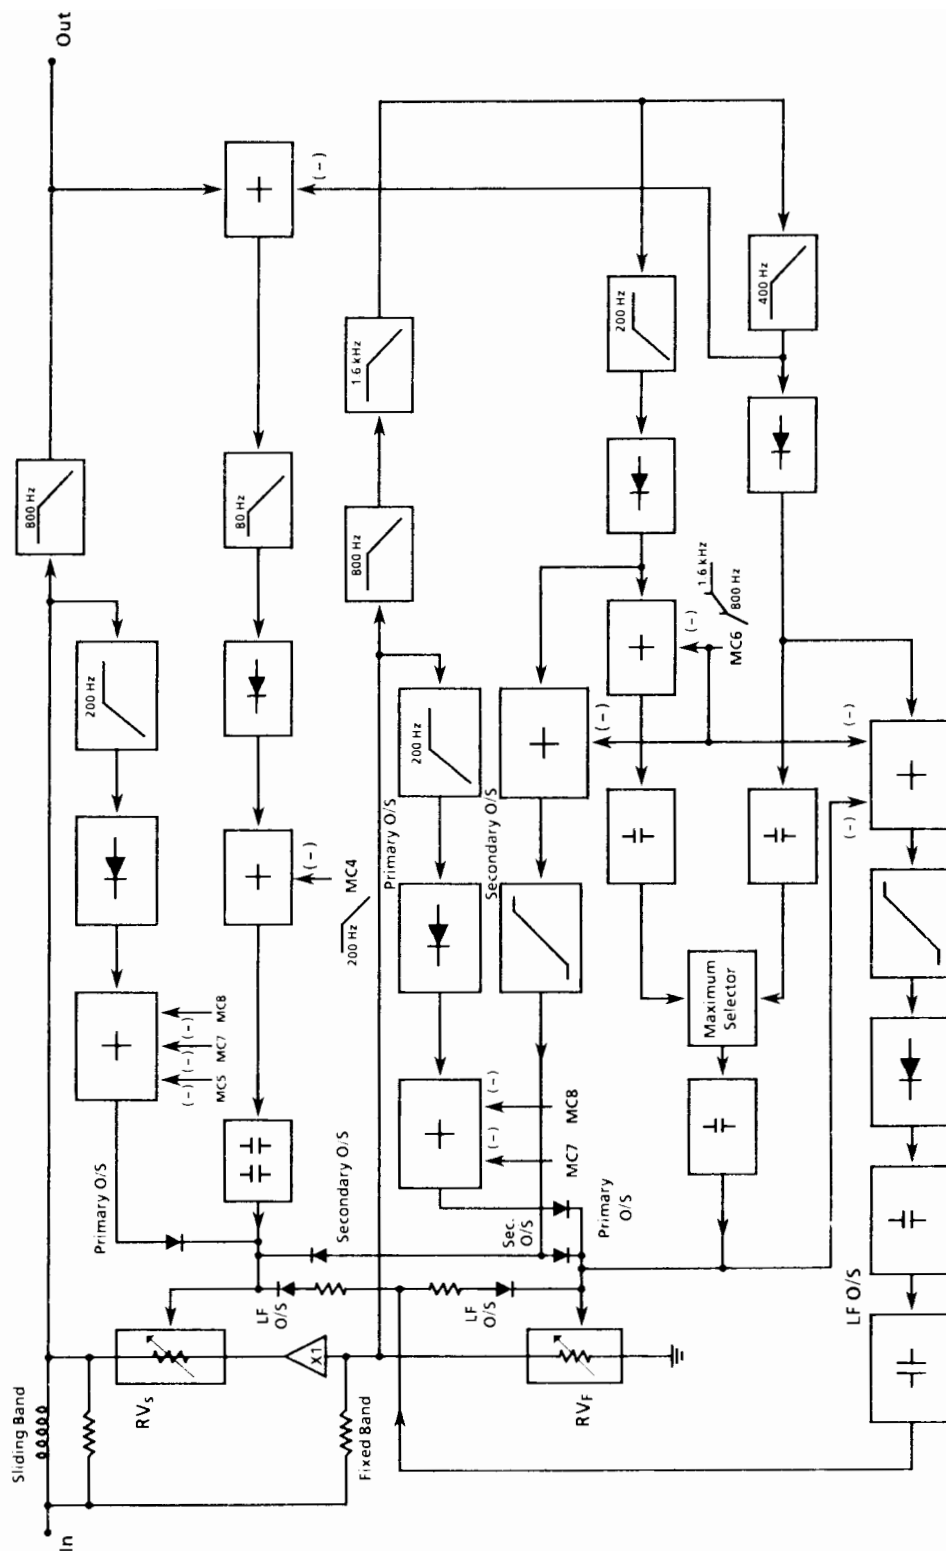 In
Out
Sliding Band
Fixed Band
RVS
RVF
X1
800 Hz
200 Hz
(-) (-) (-)
MC5 MC7 MC8
Primary O/S
80 Hz
(-)
(-)
MC4
200 Hz
Secondary O/S
LF
O/S
LF
O/S
800 Hz
1.6 kHz
200 Hz
Primary O/S
(-) (-)
MC7 MC8
Sec.
O/S
Primary
O/S
Secondary O/S
(-)
200 Hz
(-)
MC6
1.6 kHz
800 Hz
400 Hz
Maximum
Selector
(-)
(-)
LF O/S